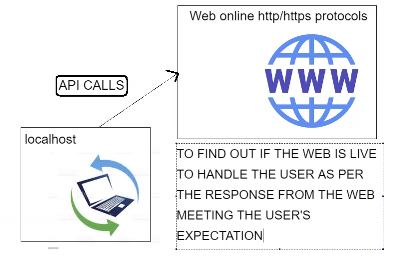 Web online http/https protocols
WWW
API CALLS
localhost
TO FIND OUT IF THE WEB IS LIVE
TO HANDLE THE USER AS PER
THE RESPONSE FROM THE WEB
MEETING THE USER'S
EXPECTATION